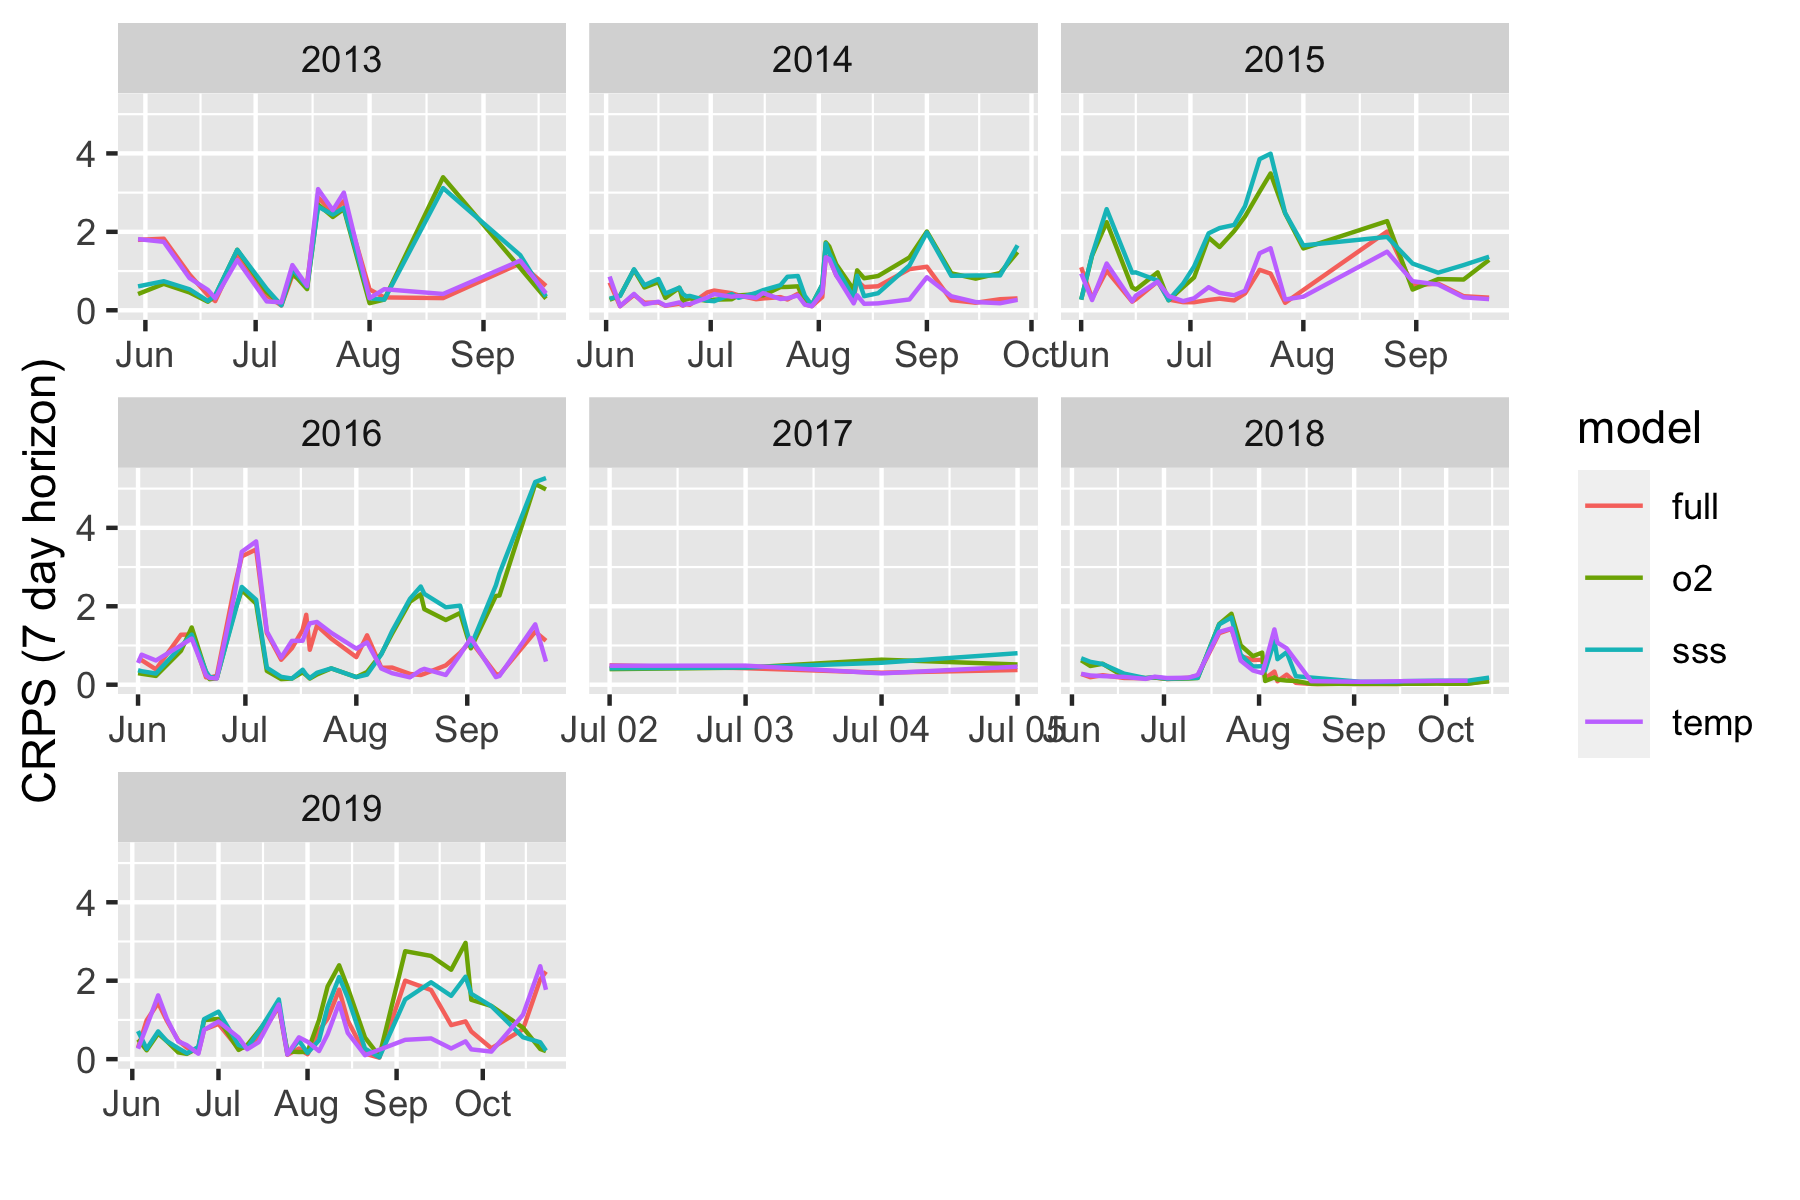 2013
2014
2015
4
2
0
Jun Jul Aug Sep
Jun Jul Aug Sep Oct
Jun Jul Aug Sep
2016
2017
2018
4
2
0
Jun Jul Aug Sep
Jul 02 Jul 03 Jul 04 Jul 05
Jun Jul Aug Sep Oct
2019
4
2
0
Jun Jul Aug Sep Oct
CRPS (7 day horizon)
model
full
o2
sss
temp